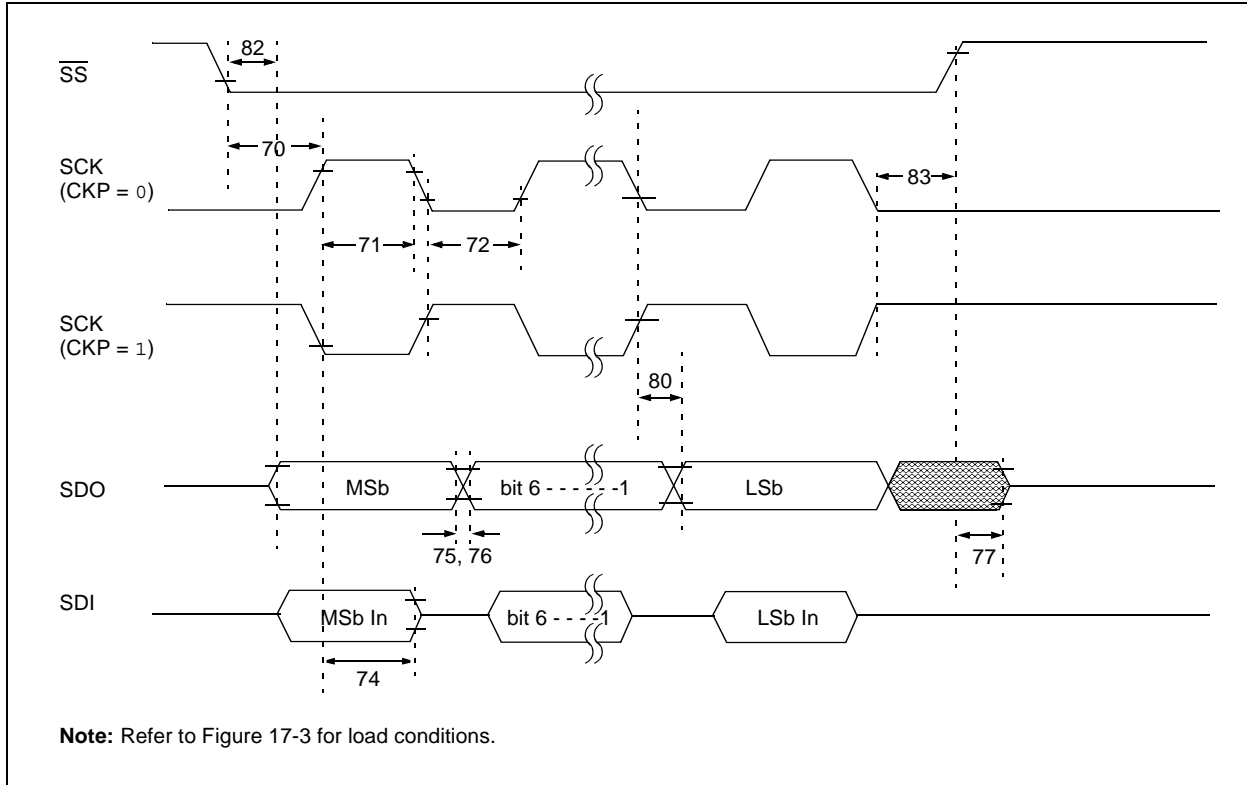 82
SS
70
SCK
(CKP = 0)
83
71
72
SCK
(CKP = 1)
80
SDO
MSb
bit 6 - - - - - -1
LSb
75, 76
77
SDI
MSb In
bit 6 - - - -1
LSb In
74
Note: Refer to Figure 17-3 for load conditions.